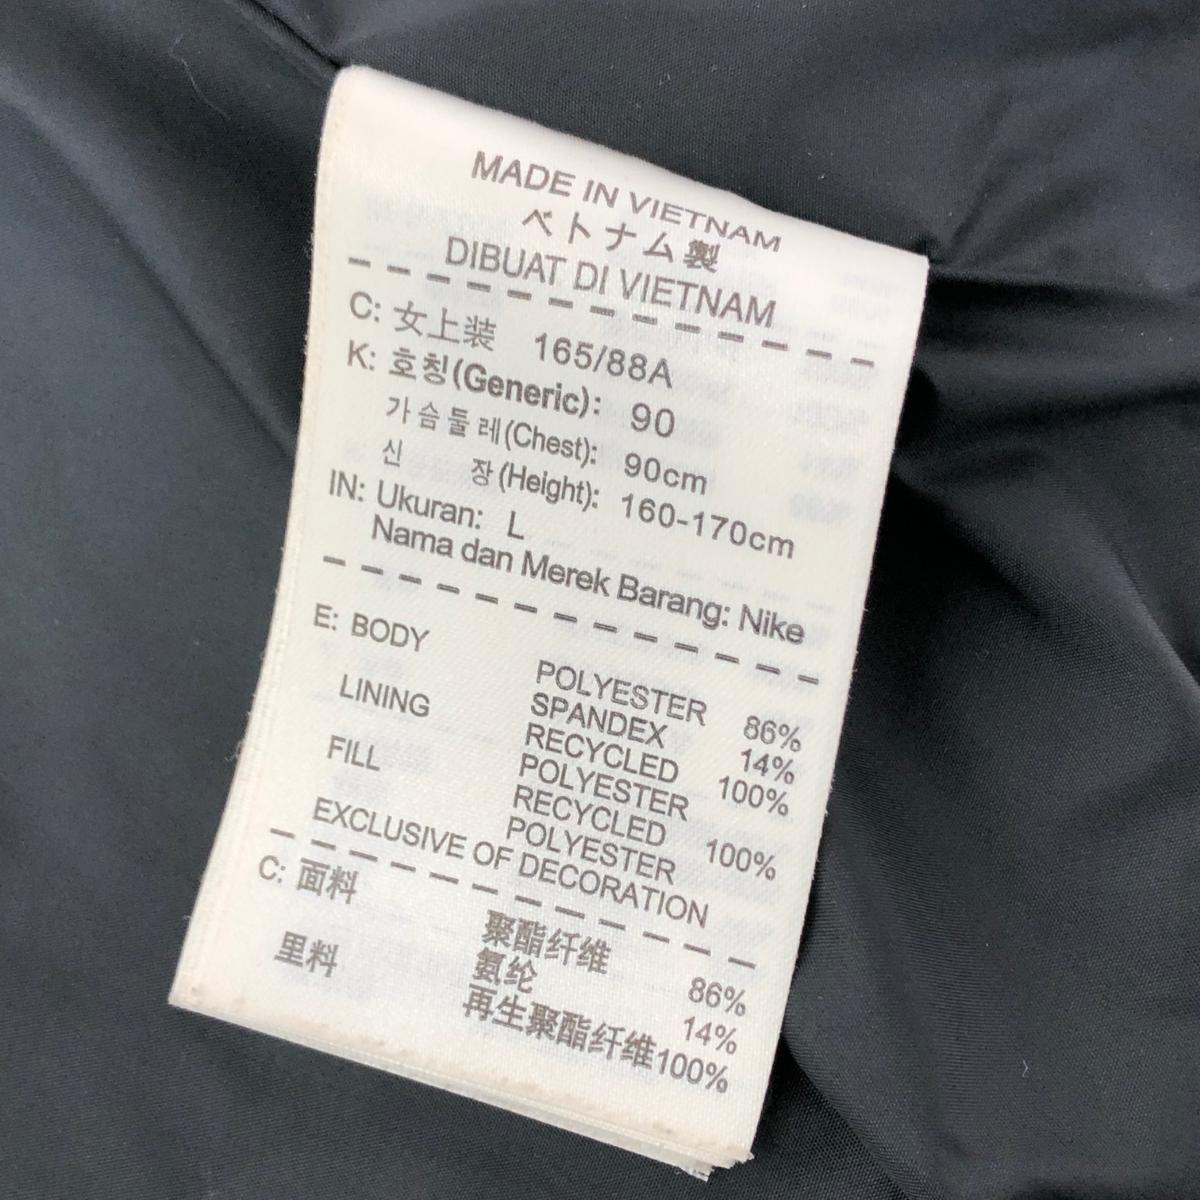 MADE IN VIETNAM
ベトナム製
DIBUAT DI VIETNAM
C: 女上装 165/88A
K: 호칭(Generic): 90
가슴둘레(Chest): 90cm
신 장(Height): 160-170cm
IN: Ukuran: L
Nama dan Merek Barang: Nike
E: BODY
POLYESTER 86%
SPANDEX 14%
LINING
RECYCLED 100%
POLYESTER
FILL
RECYCLED
POLYESTER 100%
EXCLUSIVE OF DECORATION
C: 面料
聚酯纤维 86%
氨纶 14%
里料
再生聚酯纤维 100%